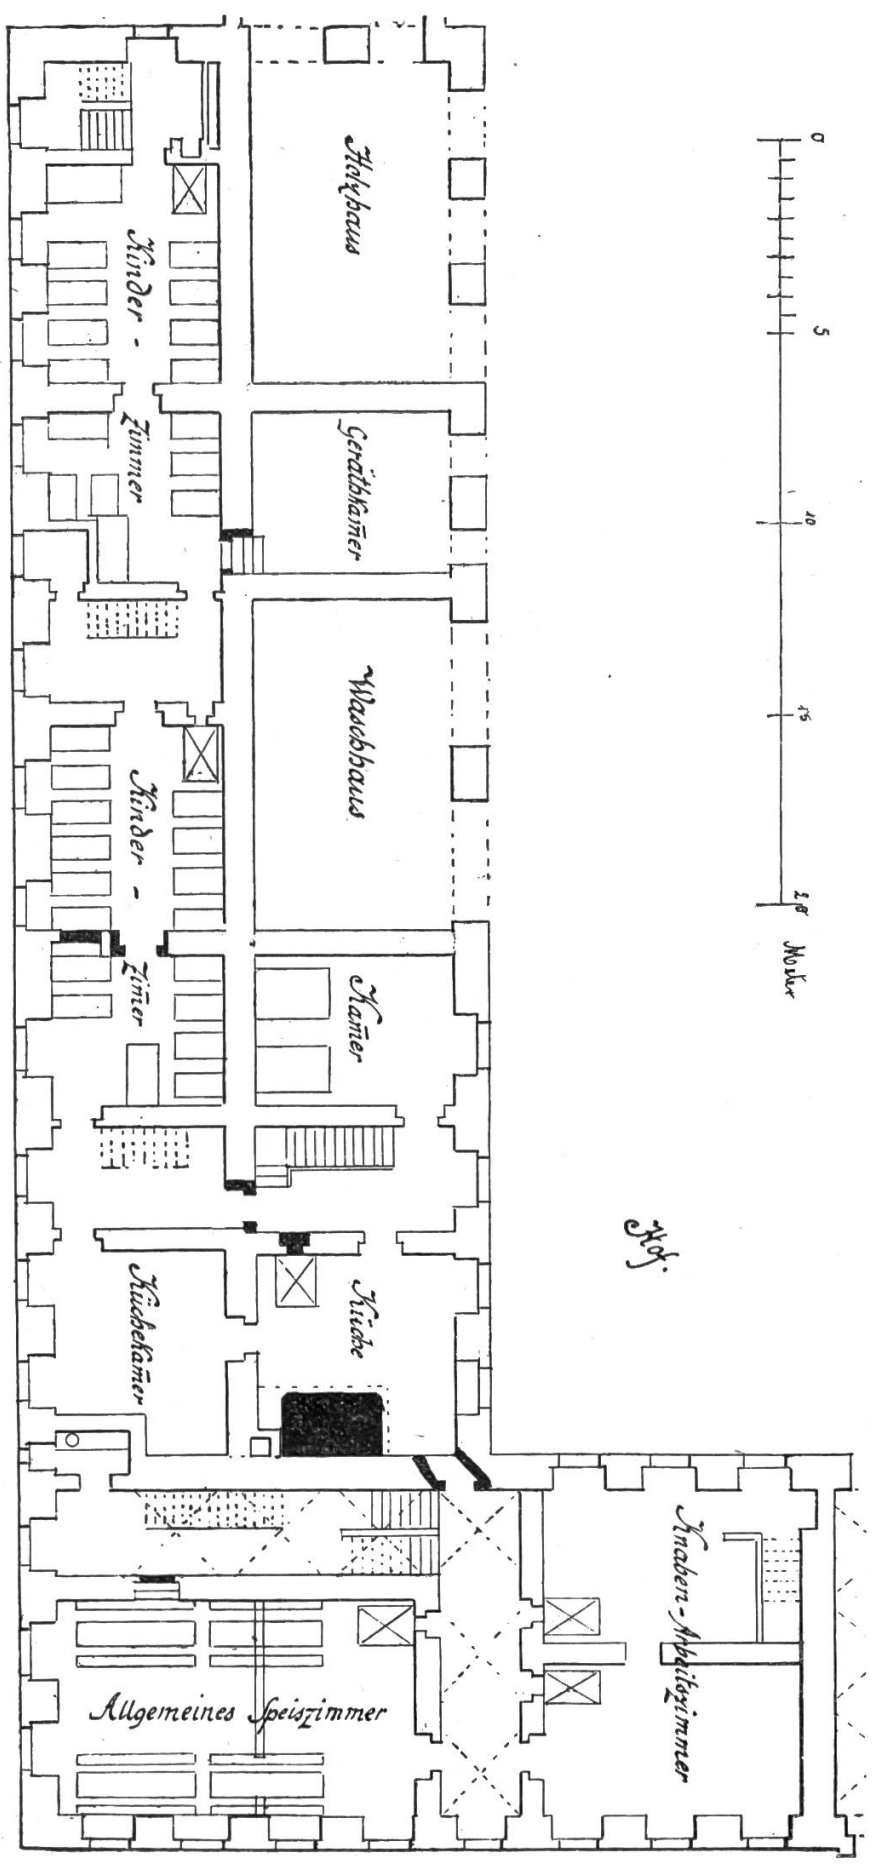 Holzhaus
0
Kinder-
5
Zimmer
Geräthkam̄er
10
Waschhaus
15
Kinder-
20
Meter
Zim̄er
Kam̄er
Hof.
Küchekam̄er
Küche
Knaben-Arbeitszimmer
Allgemeines Speiszimmer